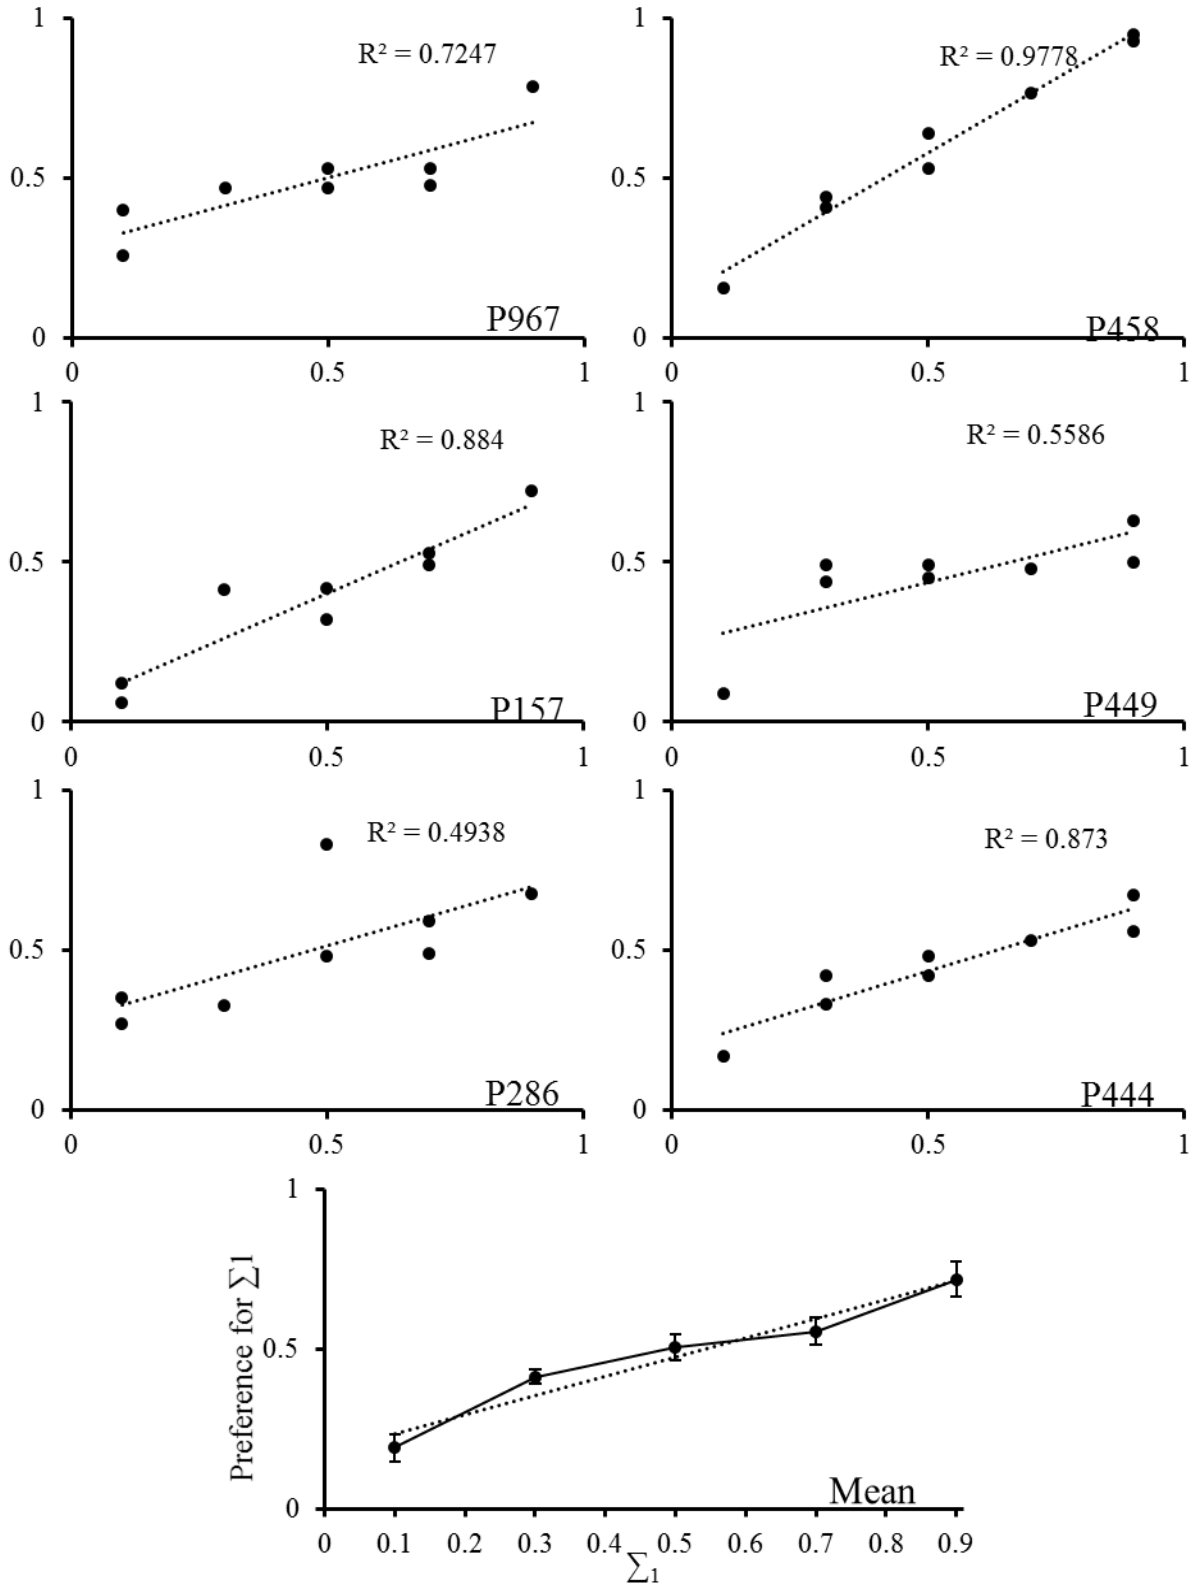 1
R² = 0.7247
0.5
P967
0
0 0.5 1
1
R² = 0.9778
0.5
P458
0
0 0.5 1
1
R² = 0.884
0.5
P157
0
0 0.5 1
1
R² = 0.5586
0.5
P449
0
0 0.5 1
1
R² = 0.4938
0.5
P286
0
0 0.5 1
1
R² = 0.873
0.5
P444
0
0 0.5 1
Preference for ∑1
1
0.5
0
Mean
0 0.1 0.2 0.3 0.4 0.5 0.6 0.7 0.8 0.9
∑₁